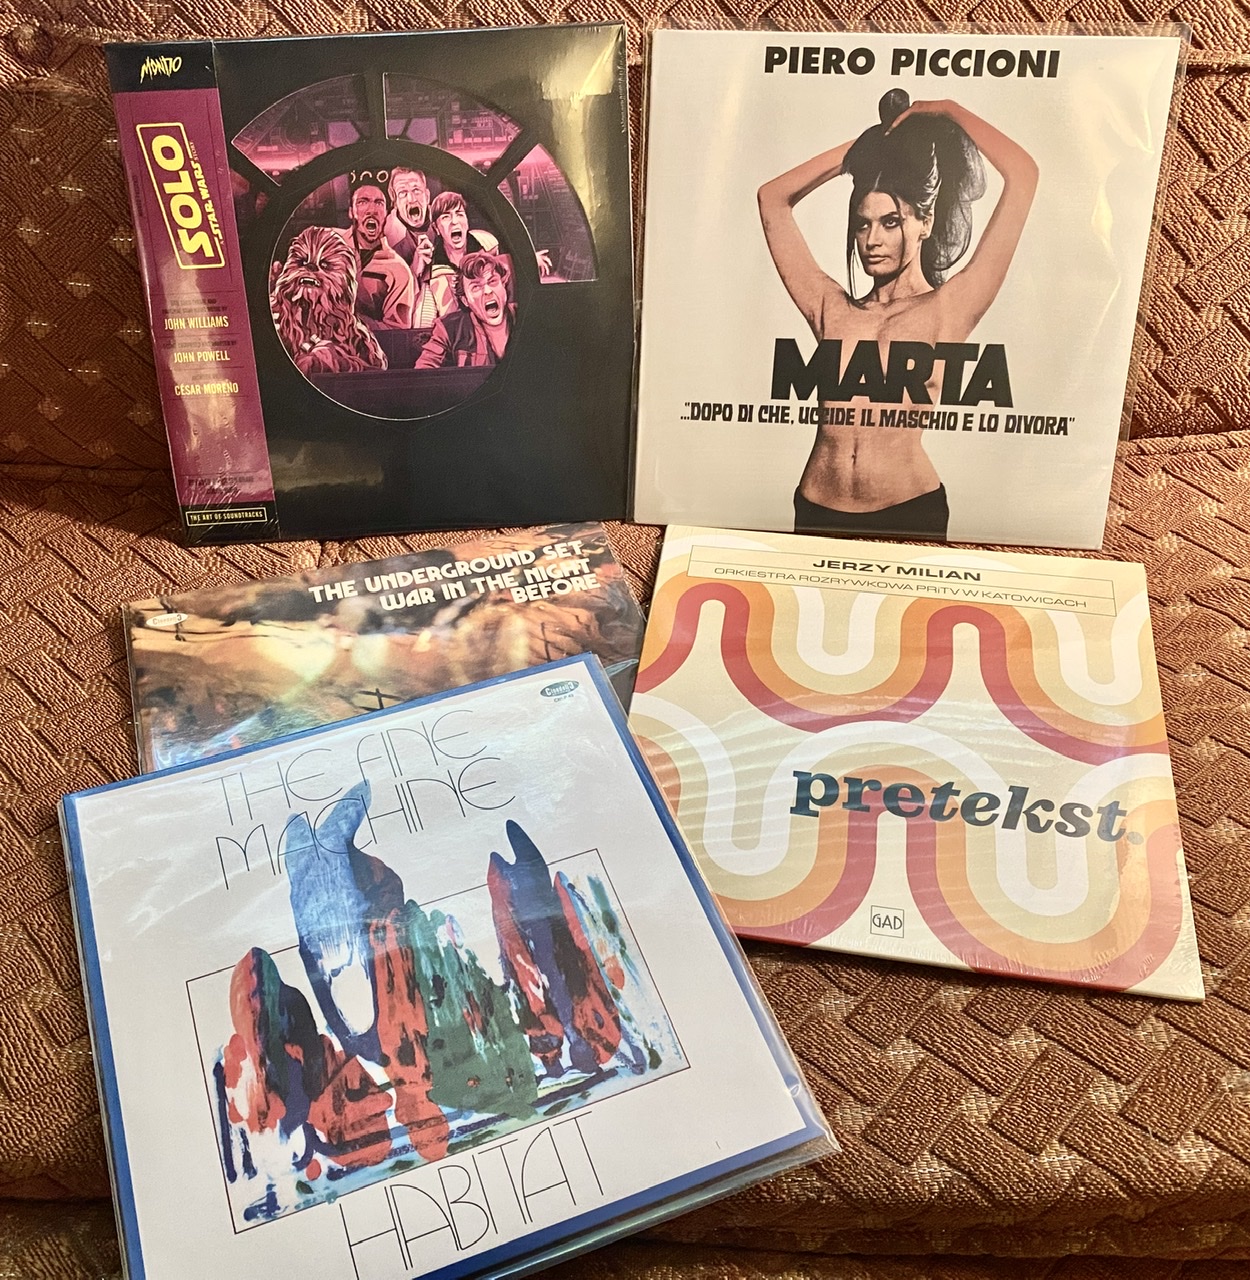 MONDO
SOLO
A STAR WARS STORY
JOHN WILLIAMS
JOHN POWELL
CÉSAR MORENO
THE ART OF SOUNDTRACKS
PIERO PICCIONI
MARTA
..."DOPO DI CHE, UCCIDE IL MASCHIO E LO DIVORA"
THE UNDERGROUND SET
WAR IN THE NIGHT
BEFORE
Cinedelic
JERZY MILIAN
ORKIESTRA ROZRYWKOWA PRITV W KATOWICACH
pretekst.
GAD
Cinedelic
THE FINE
MACHINE
HABITAT